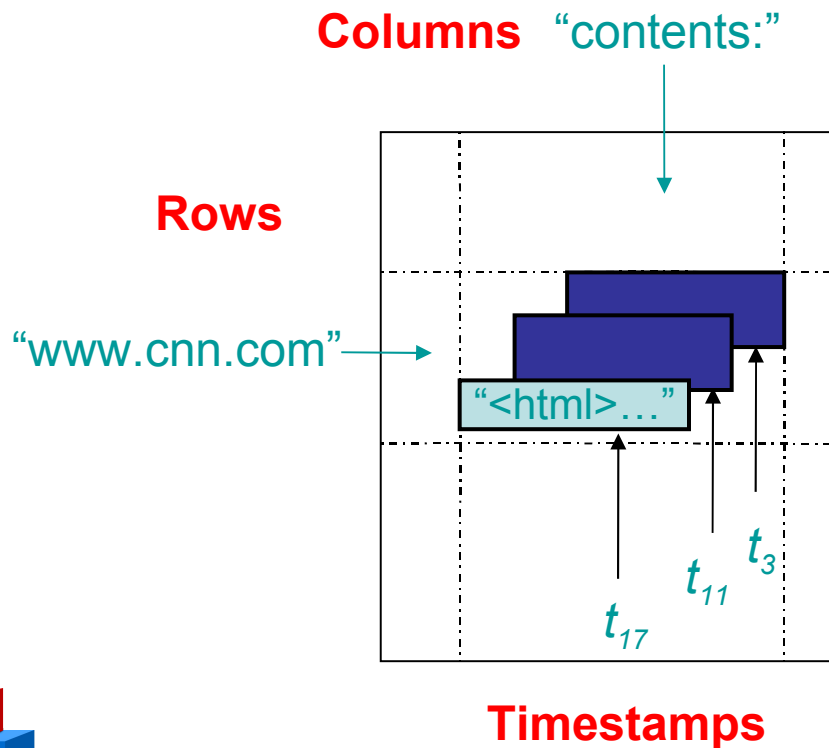 Columns “contents:”
Rows
“www.cnn.com”
“<html>…”
t3
t11
t17
Timestamps